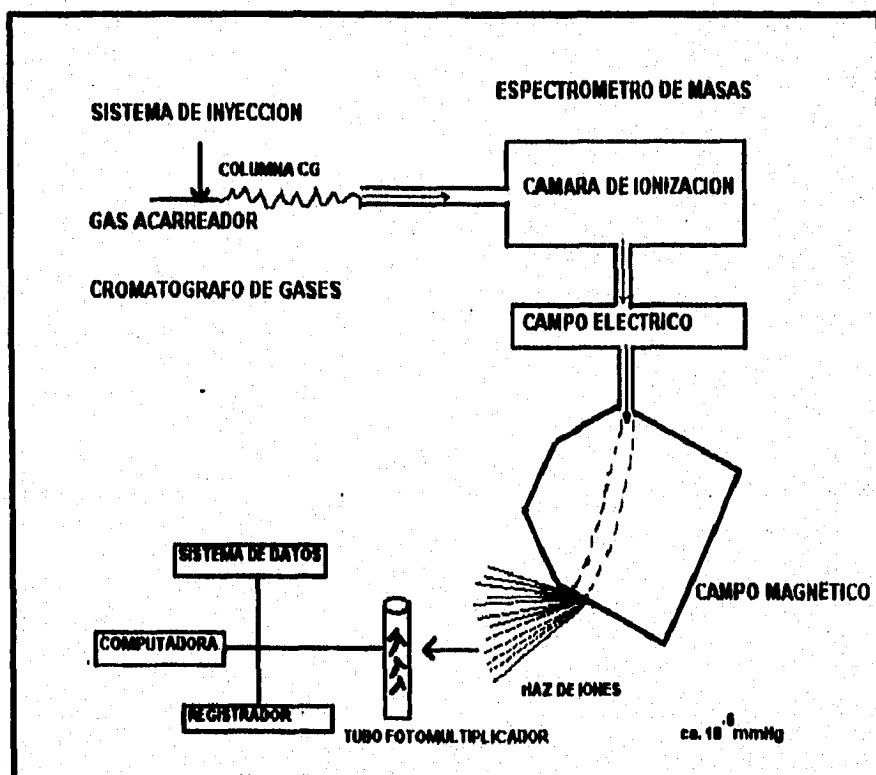 ESPECTROMETRO DE MASAS
SISTEMA DE INYECCION
COLUMNA CG
CAMARA DE IONIZACION
GAS ACARREADOR
CROMATOGRAFO DE GASES
CAMPO ELECTRICO
SISTEMA DE DATOS
CAMPO MAGNÉTICO
COMPUTADORA
HAZ DE IONES
REGISTRADOR
TUBO FOTOMULTIPLICADOR
ca. 10⁻⁶ mmHg